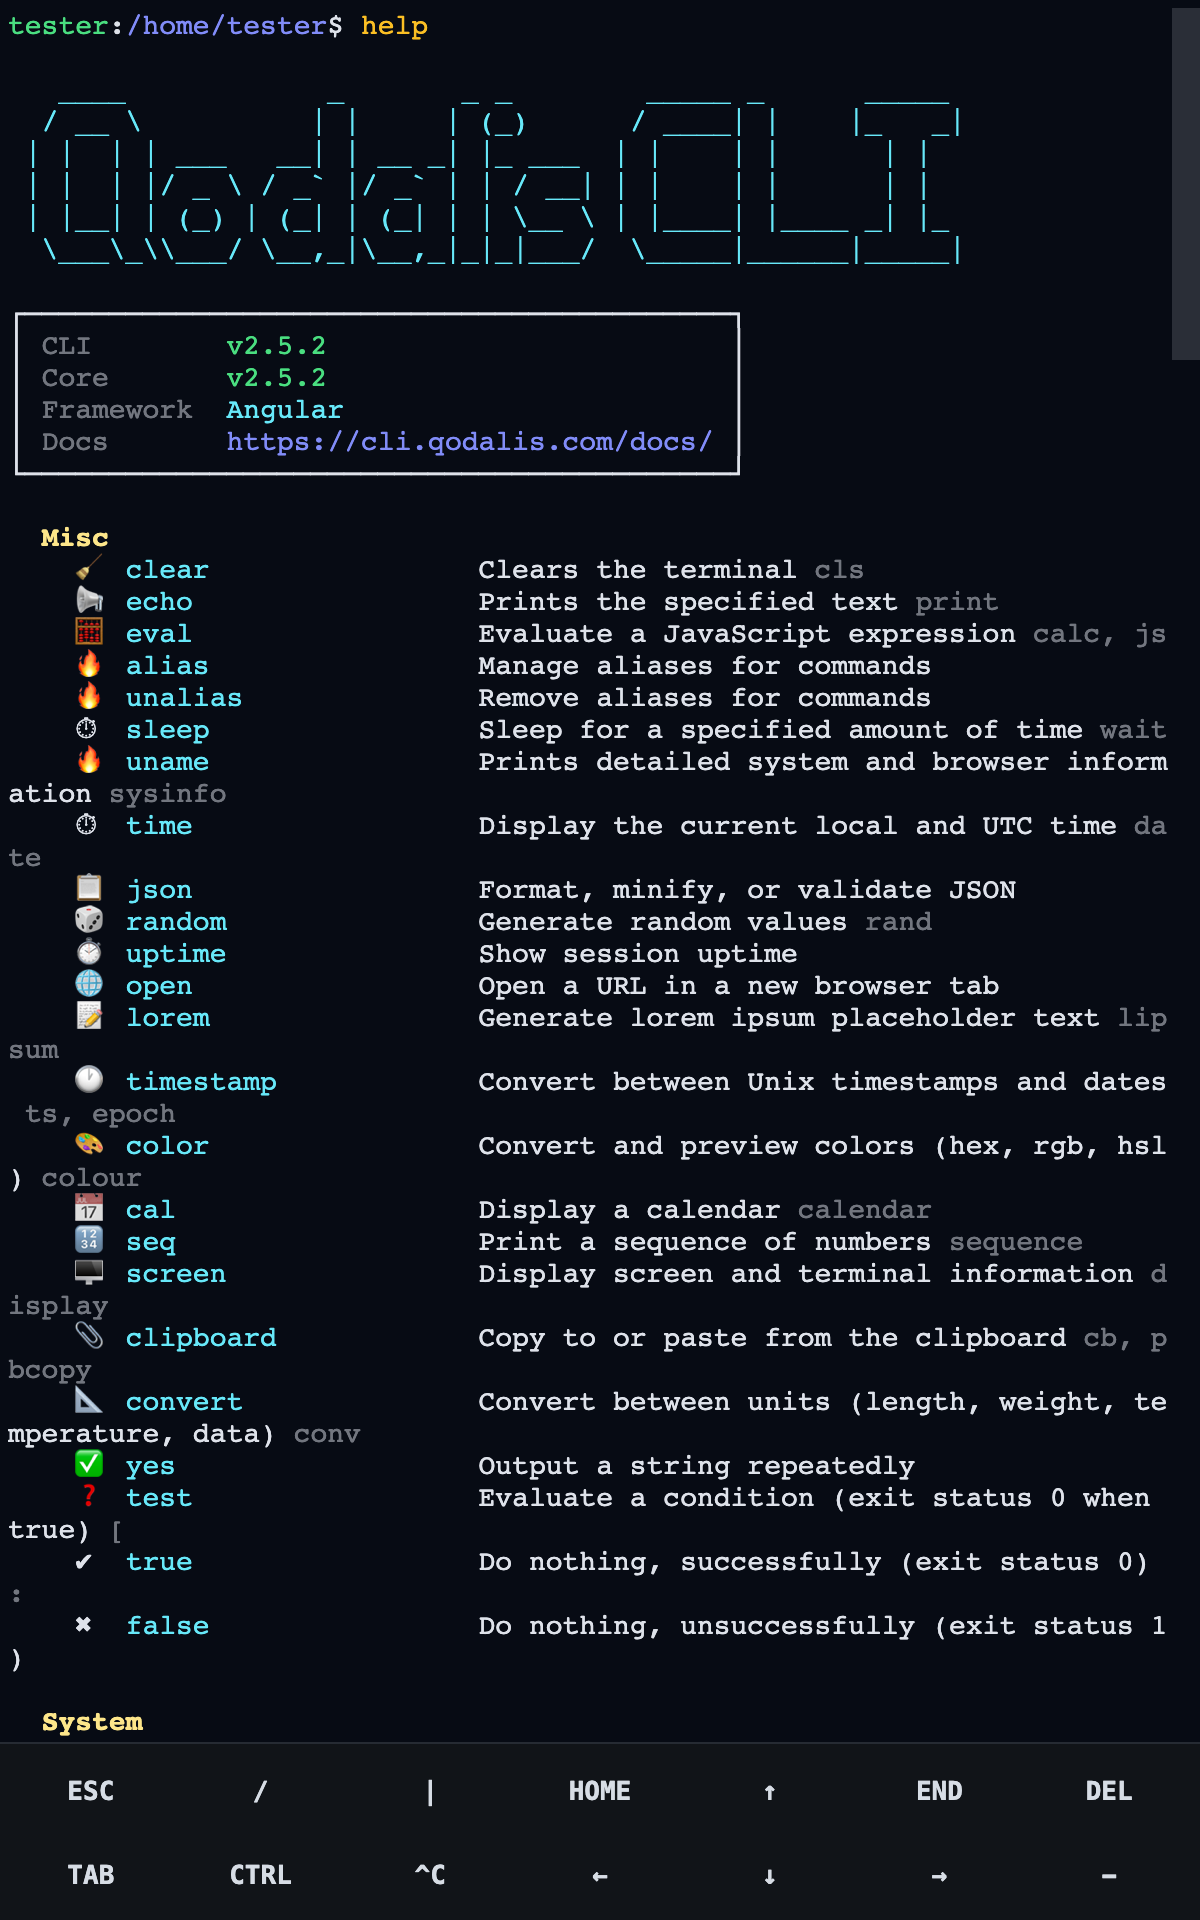 tester:/home/tester$ help
Qodalis CLI
CLI v2.5.2
Core v2.5.2
Framework Angular
Docs https://cli.qodalis.com/docs/
Misc
clear Clears the terminal cls
echo Prints the specified text print
eval Evaluate a JavaScript expression calc, js
alias Manage aliases for commands
unalias Remove aliases for commands
sleep Sleep for a specified amount of time wait
uname Prints detailed system and browser inform
ation sysinfo
time Display the current local and UTC time da
te
json Format, minify, or validate JSON
random Generate random values rand
uptime Show session uptime
open Open a URL in a new browser tab
lorem Generate lorem ipsum placeholder text lip
sum
timestamp Convert between Unix timestamps and dates
ts, epoch
color Convert and preview colors (hex, rgb, hsl
) colour
cal Display a calendar calendar
seq Print a sequence of numbers sequence
screen Display screen and terminal information d
isplay
clipboard Copy to or paste from the clipboard cb, p
bcopy
convert Convert between units (length, weight, te
mperature, data) conv
yes Output a string repeatedly
test Evaluate a condition (exit status 0 when
true) [
✔ true Do nothing, successfully (exit status 0)
:
✖ false Do nothing, unsuccessfully (exit status 1
)
System
ESC / | HOME ↑ END DEL
TAB CTRL ^C ← ↓ → −